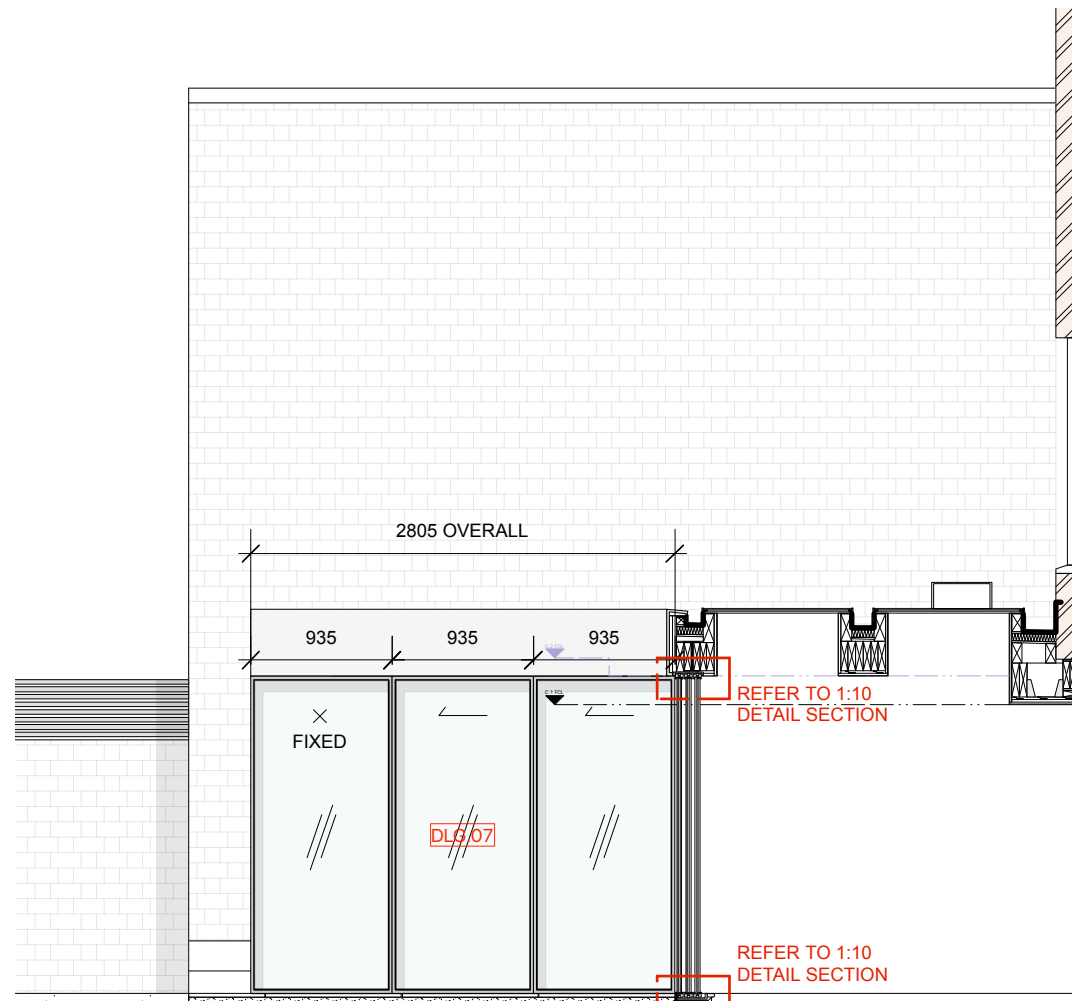 2805 OVERALL
935 935 935
REFER TO 1:10
DETAIL SECTION
FIXED
DLG.07
REFER TO 1:10
DETAIL SECTION